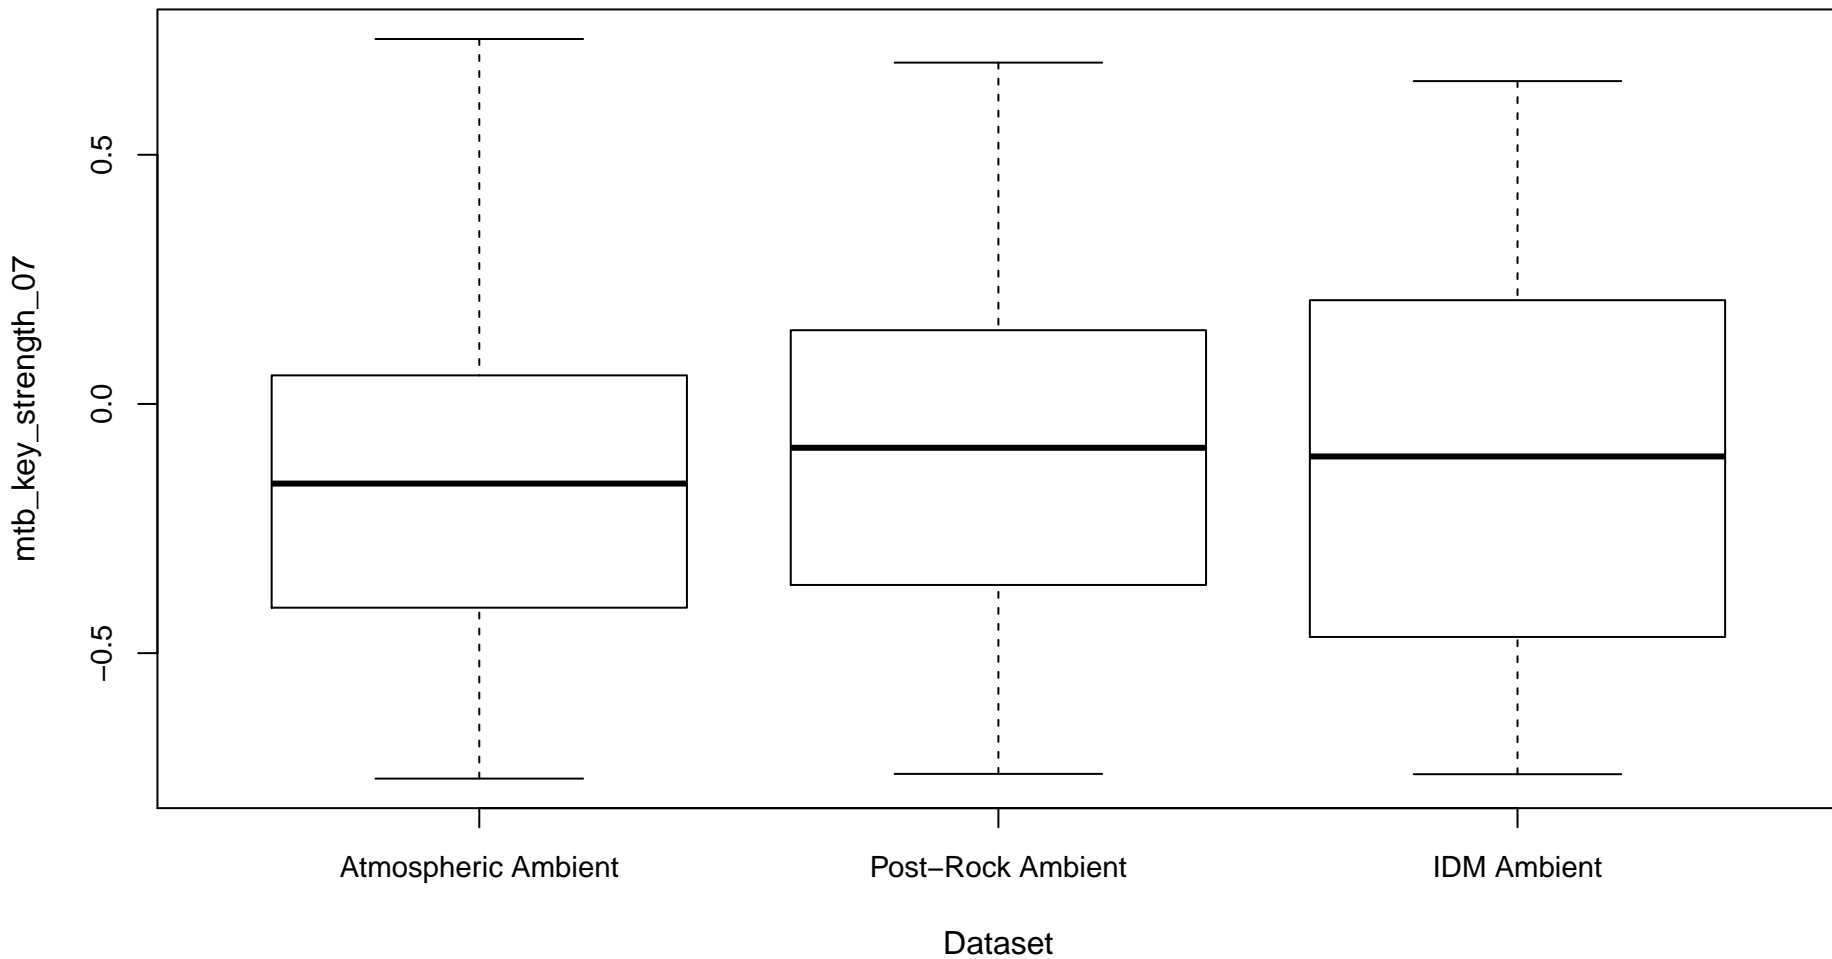 mtb_key_strength_07
0.5
0.0
−0.5
Atmospheric Ambient
Post−Rock Ambient
IDM Ambient
Dataset